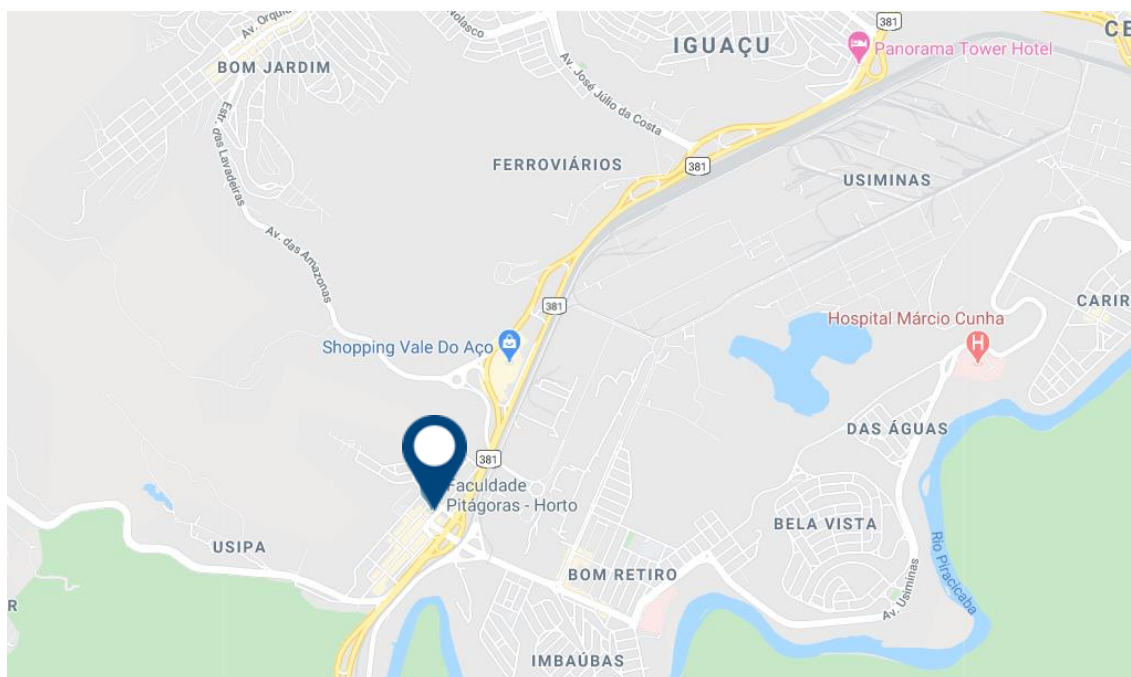 Av. Orquí
Nolasco
381
CE
IGUAÇU
Panorama Tower Hotel
BOM JARDIM
Av. José Júlio da Costa
Estr. das Lavadeiras
FERROVIÁRIOS
381
USIMINAS
Av. das Amazonas
381
CARIR
Hospital Márcio Cunha
H
Shopping Vale Do Aço
DAS ÁGUAS
381
Faculdade
Pitágoras - Horto
BELA VISTA
USIPA
Rio Piracicaba
BOM RETIRO
Av. Usiminas
R
IMBAÚBAS